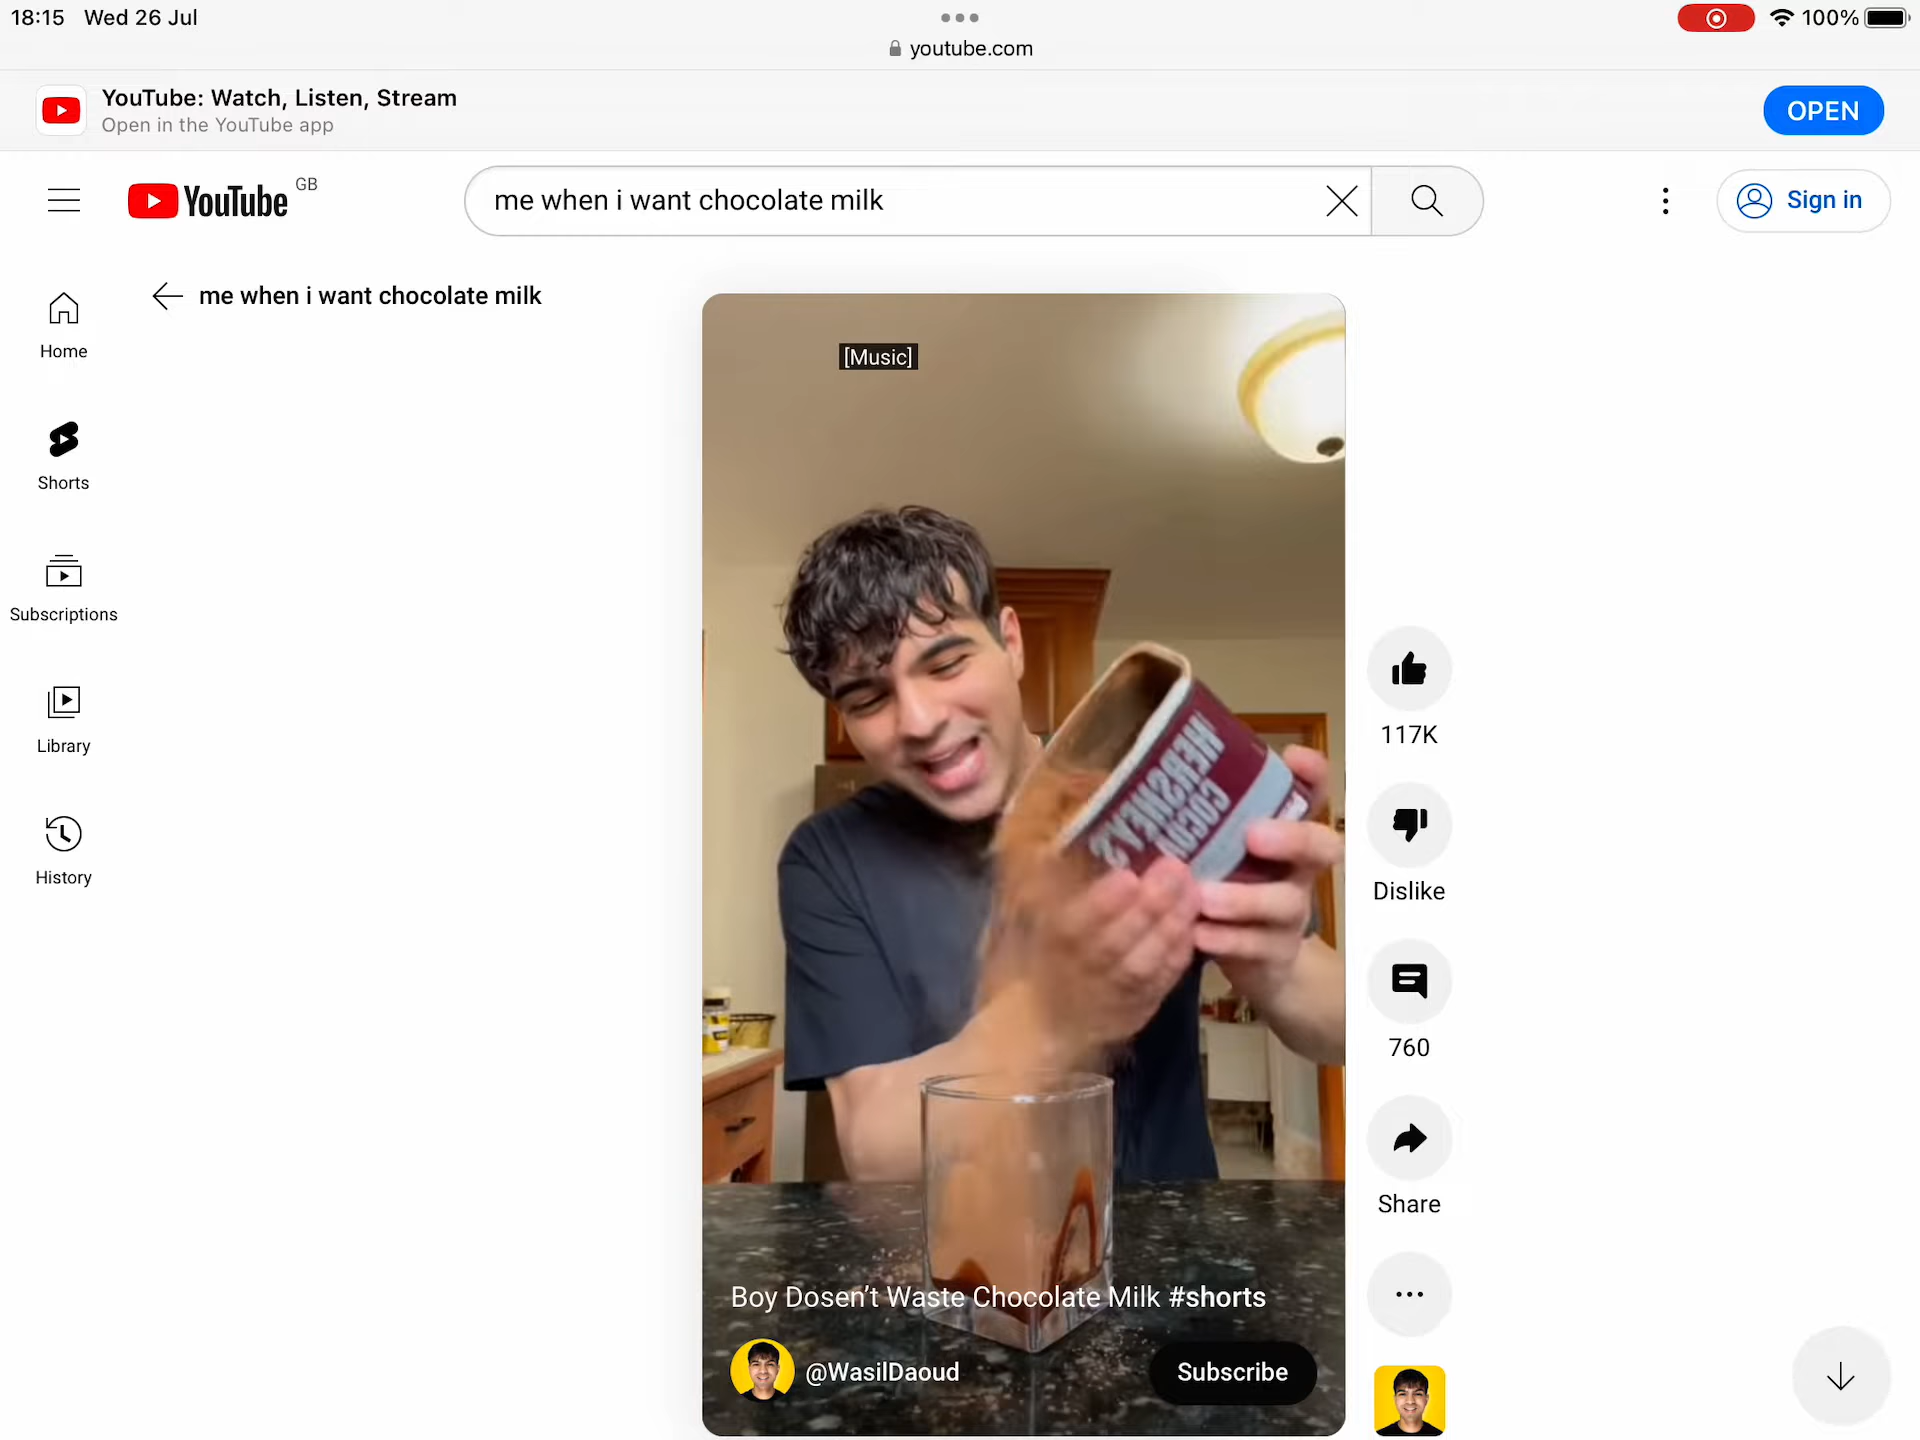 18:15 Wed 26 Jul
100%
youtube.com
YouTube: Watch, Listen, Stream
Open in the YouTube app
OPEN
YouTube GB
me when i want chocolate milk
Sign in
me when i want chocolate milk
Home
Shorts
Subscriptions
Library
History
[Music]
HERSHEY'S
COCOA
117K
Dislike
760
Share
Boy Dosen't Waste Chocolate Milk #shorts
@WasilDaoud
Subscribe